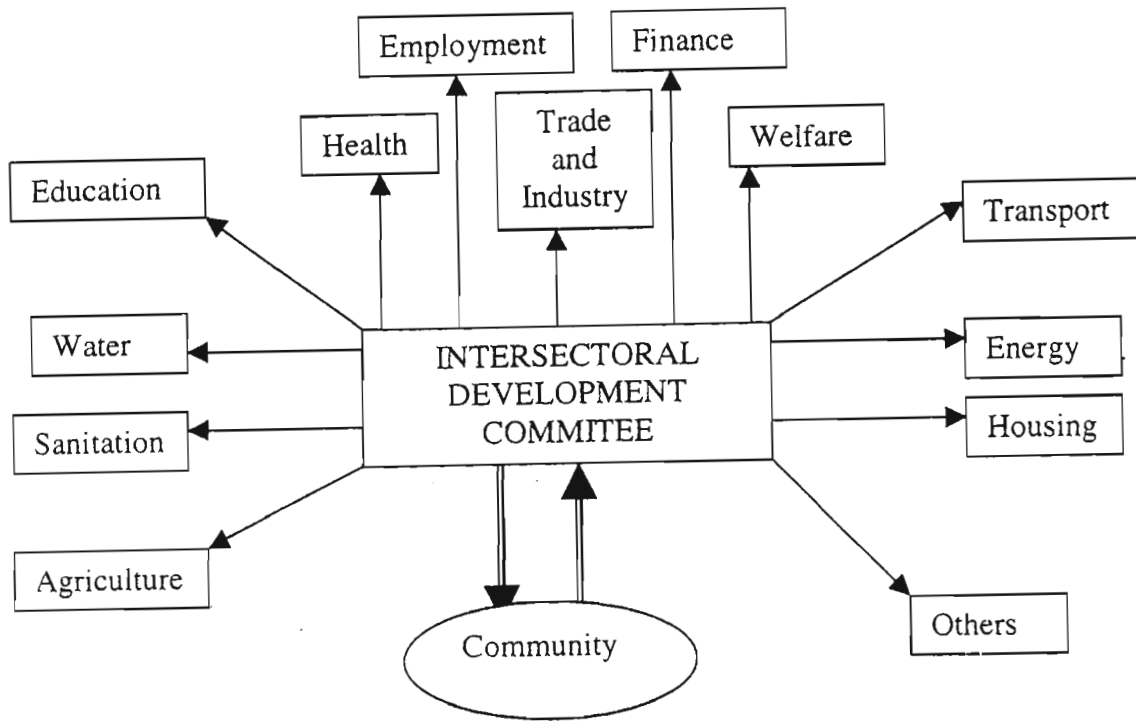 Employment
Finance
Health
Trade
and
Industry
Welfare
Education
Transport
Water
INTERSECTORAL
DEVELOPMENT
COMMITEE
Energy
Sanitation
Housing
Agriculture
Community
Others